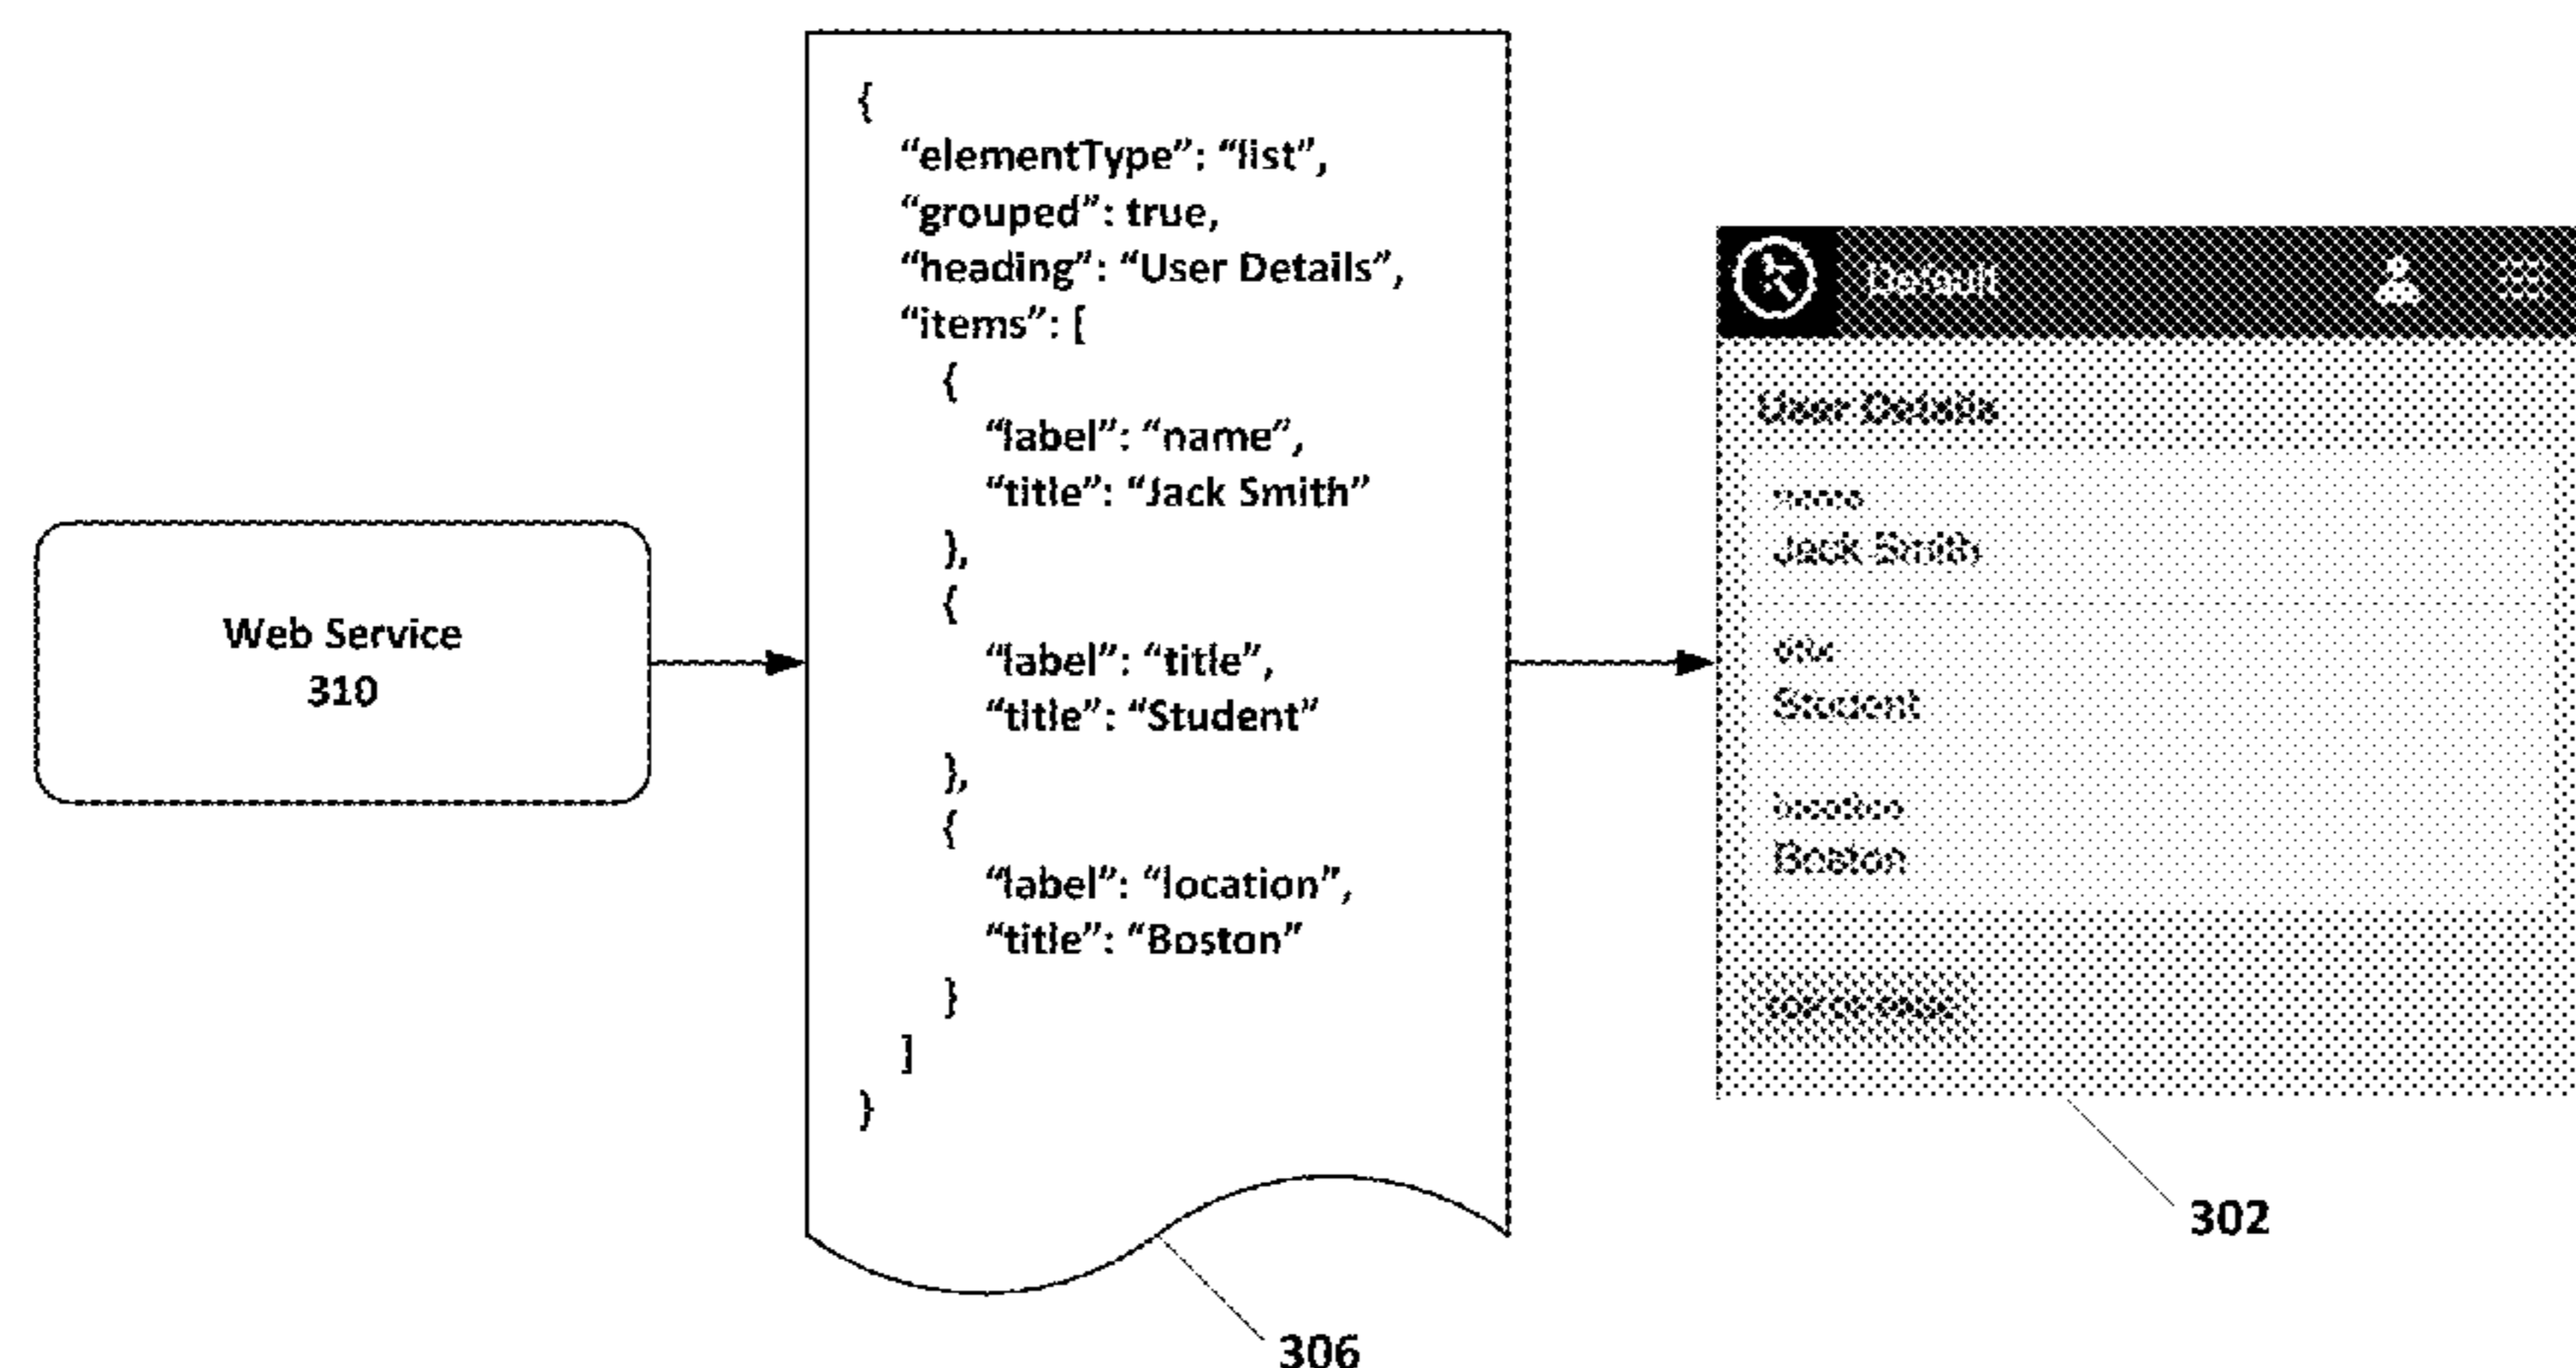 Web Service
310
{
"elementType": "list",
"grouped": true,
"heading": "User Details",
"items": [
{
"label": "name",
"title": "Jack Smith"
},
{
"label": "title",
"title": "Student"
},
{
"label": "location",
"title": "Boston"
}
]
}
306
Default
User Details
name
Jack Smith
title
Student
location
Boston
302